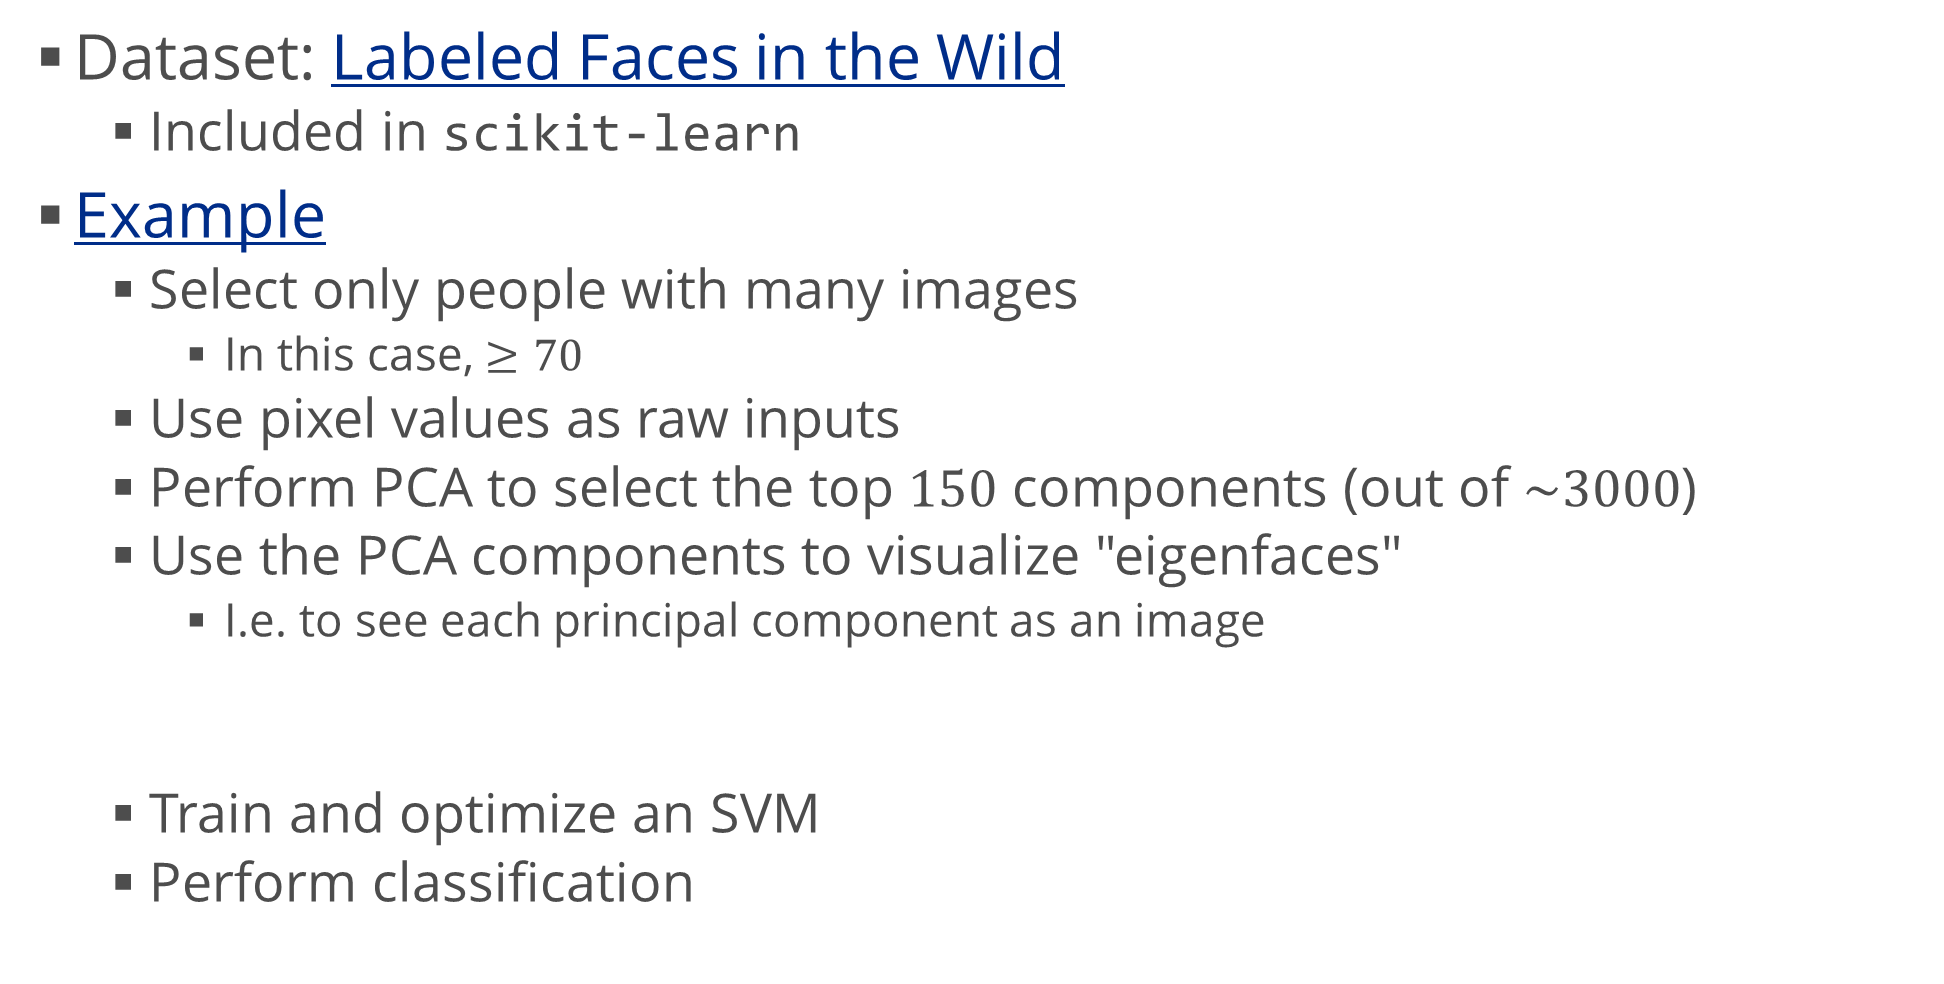 ▪ Dataset: Labeled Faces in the Wild
▪ Included in scikit-learn
▪ Example
▪ Select only people with many images
▪ In this case, ≥ 70
▪ Use pixel values as raw inputs
▪ Perform PCA to select the top 150 components (out of ~3000)
▪ Use the PCA components to visualize "eigenfaces"
▪ I.e. to see each principal component as an image
▪ Train and optimize an SVM
▪ Perform classification